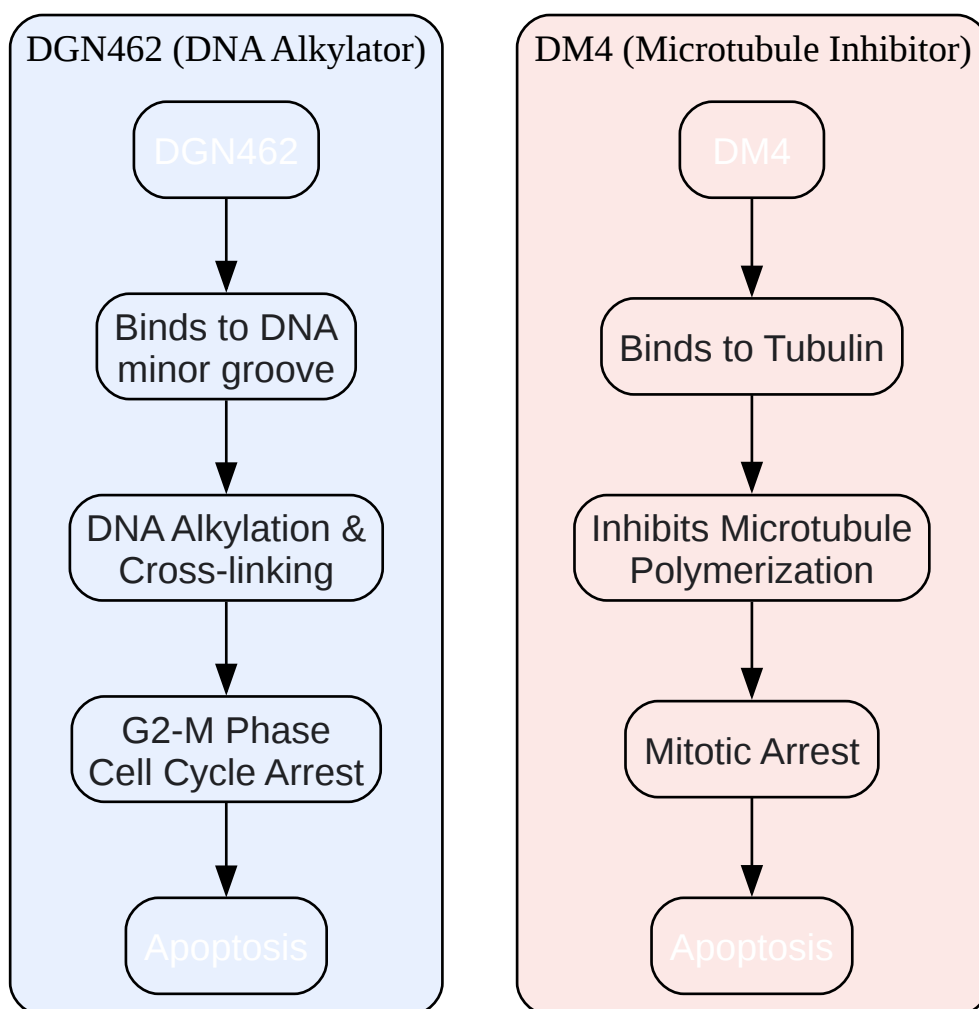 DGN462 (DNA Alkylator)
DGN462
Binds to DNA
minor groove
DNA Alkylation &
Cross-linking
G2-M Phase
Cell Cycle Arrest
Apoptosis
DM4 (Microtubule Inhibitor)
DM4
Binds to Tubulin
Inhibits Microtubule
Polymerization
Mitotic Arrest
Apoptosis